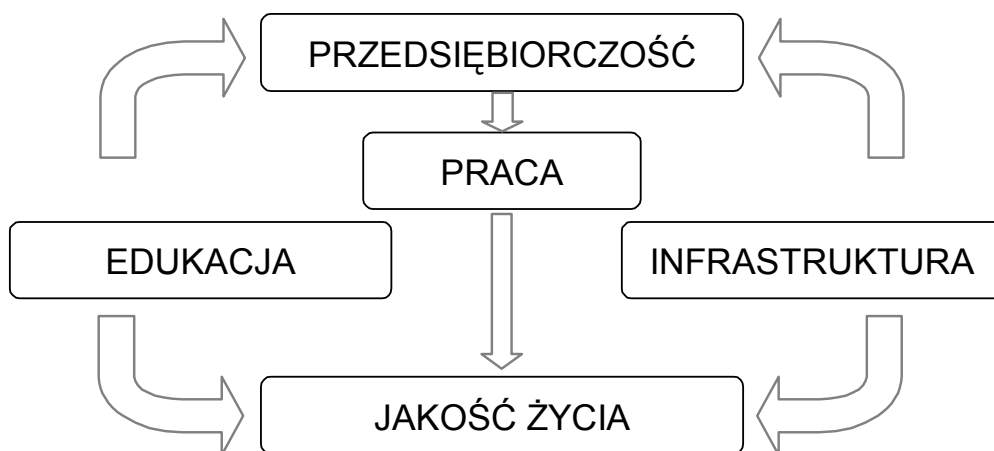 PRZEDSIĘBIORCZOŚĆ
PRACA
EDUKACJA
INFRASTRUKTURA
JAKOŚĆ ŻYCIA